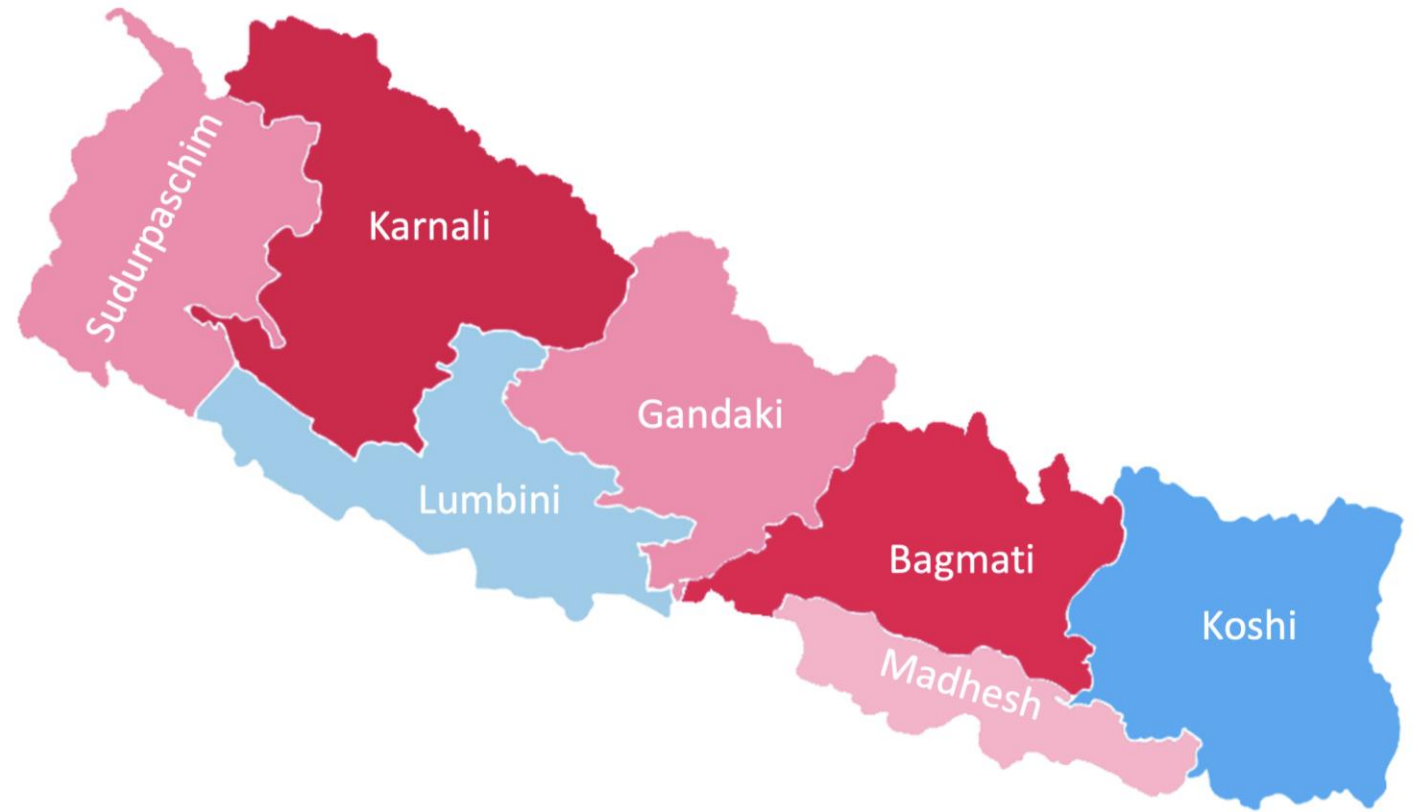 Sudurpaschim
Karnali
Gandaki
Lumbini
Bagmati
Koshi
Madhesh